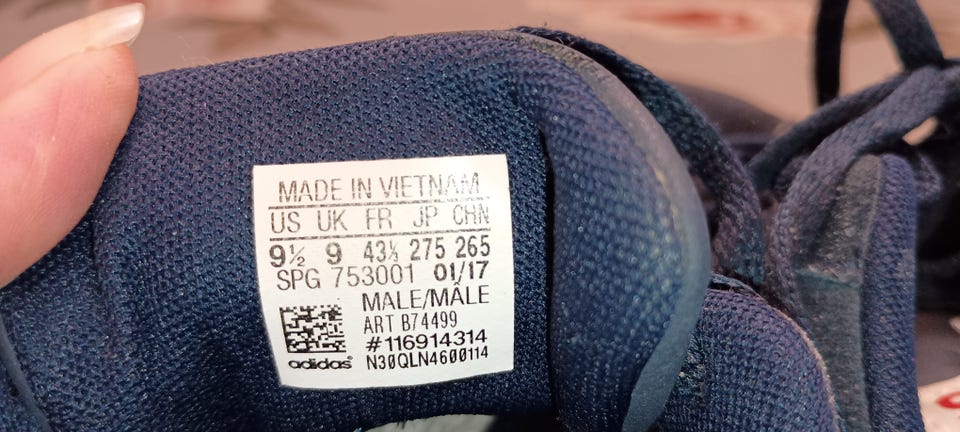 MADE IN VIETNAM
US UK FR JP CHN
9½ 9 43⅓ 275 265
SPG 753001 01/17
MALE/MÂLE
ART B74499
#116914314
adidas N30QLN4600114